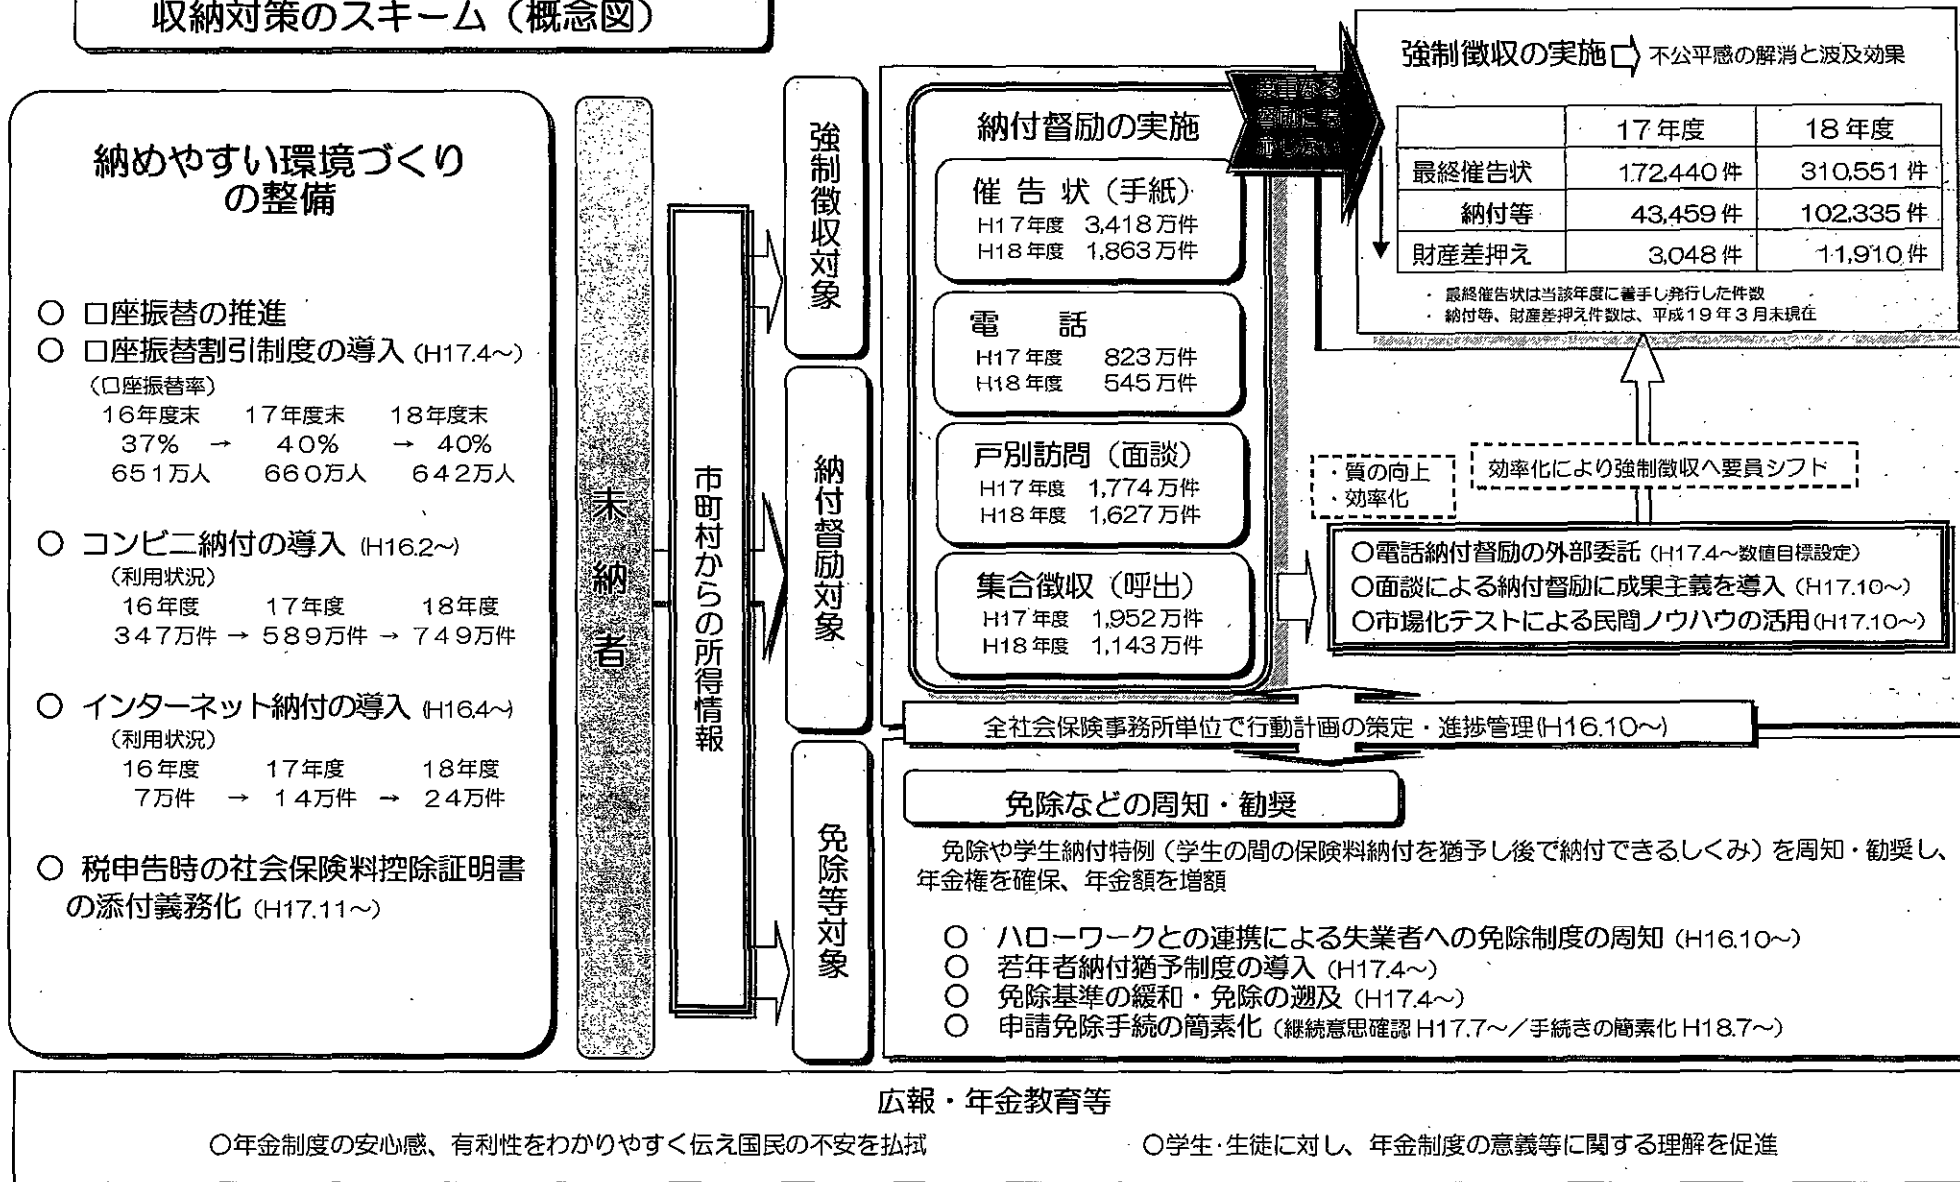 収納対策のスキーム（概念図）
納めやすい環境づくり
の整備
○ 口座振替の推進
○ 口座振替割引制度の導入（H17.4～）
（口座振替率）
16年度末 17年度末 18年度末
37% → 40% → 40%
651万人 660万人 642万人
○ コンビニ納付の導入（H16.2～）
（利用状況）
16年度 17年度 18年度
347万件 → 589万件 → 749万件
○ インターネット納付の導入（H16.4～）
（利用状況）
16年度 17年度 18年度
7万件 → 14万件 → 24万件
○ 税申告時の社会保険料控除証明書
の添付義務化（H17.11～）
未納者
市町村からの所得情報
強制徴収対象
納付督励対象
免除等対象
納付督励の実施
催告状（手紙）
H17年度 3,418万件
H18年度 1,863万件
電話
H17年度 823万件
H18年度 545万件
戸別訪問（面談）
H17年度 1,774万件
H18年度 1,627万件
集合徴収（呼出）
H17年度 1,952万件
H18年度 1,143万件
強制徴収の実施 ⇨ 不公平感の解消と波及効果
17年度 18年度
最終催告状 172,440件 310,551件
納付等 43,459件 102,335件
財産差押え 3,048件 11,910件
・ 最終催告状は当該年度に着手し発行した件数
・ 納付等、財産差押え件数は、平成19年3月末現在
・質の向上
・効率化
効率化により強制徴収へ要員シフト
○電話納付督励の外部委託（H17.4～数値目標設定）
○面談による納付督励に成果主義を導入（H17.10～）
○市場化テストによる民間ノウハウの活用（H17.10～）
全社会保険事務所単位で行動計画の策定・進捗管理（H16.10～）
免除などの周知・勧奨
免除や学生納付特例（学生の間の保険料納付を猶予し後で納付できるしくみ）を周知・勧奨し、
年金権を確保、年金額を増額
○ ハローワークとの連携による失業者への免除制度の周知（H16.10～）
○ 若年者納付猶予制度の導入（H17.4～）
○ 免除基準の緩和・免除の遡及（H17.4～）
○ 申請免除手続の簡素化（継続意思確認H17.7～／手続きの簡素化H18.7～）
広報・年金教育等
○年金制度の安心感、有利性をわかりやすく伝え国民の不安を払拭 ○学生・生徒に対し、年金制度の意義等に関する理解を促進